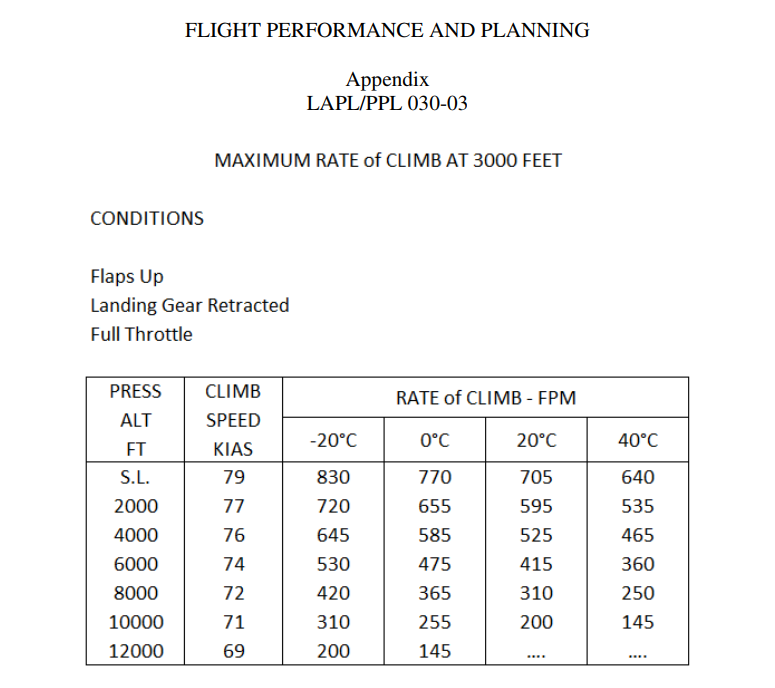 FLIGHT PERFORMANCE AND PLANNING
Appendix
LAPL/PPL 030-03
MAXIMUM RATE of CLIMB AT 3000 FEET
CONDITIONS
Flaps Up
Landing Gear Retracted
Full Throttle
PRESS ALT FT CLIMB SPEED KIAS RATE of CLIMB - FPM
-20°C 0°C 20°C 40°C
S.L. 79 830 770 705 640
2000 77 720 655 595 535
4000 76 645 585 525 465
6000 74 530 475 415 360
8000 72 420 365 310 250
10000 71 310 255 200 145
12000 69 200 145 .... ....